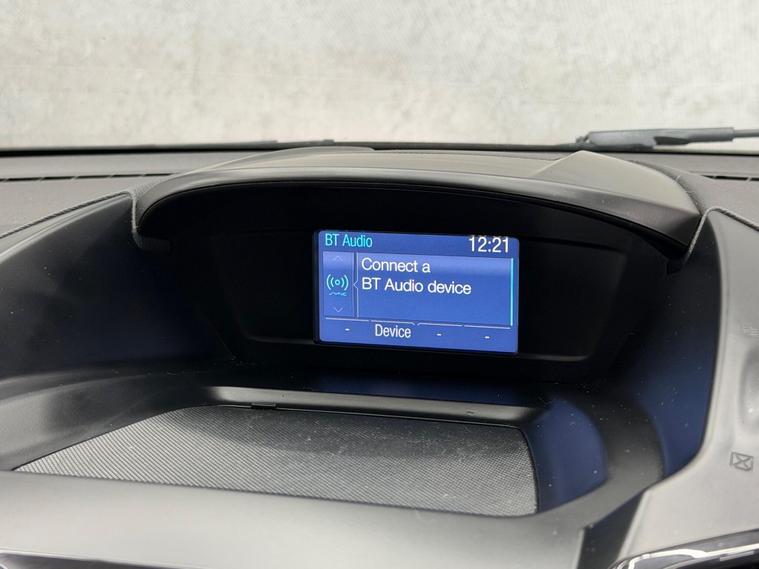 BT Audio 12:21
Connect a
BT Audio device
- Device - -